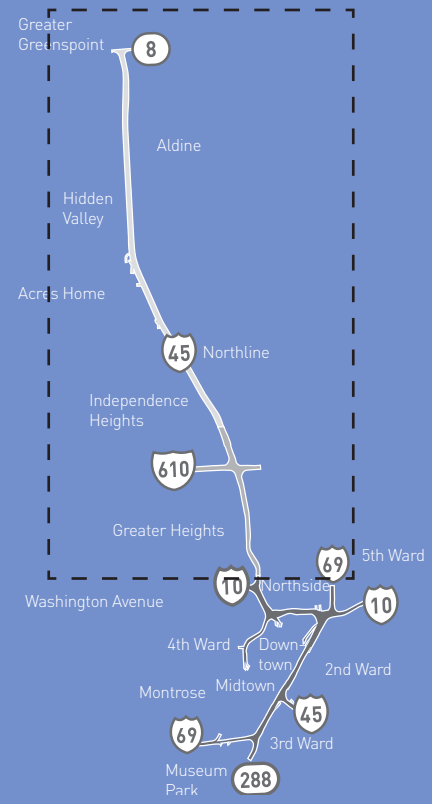 Greater
Greenspoint
8
Aldine
Hidden
Valley
Acres Home
45
Northline
Independence
Heights
610
Greater Heights
69
5th Ward
10
Northside
10
Washington Avenue
4th Ward
Down-
town
2nd Ward
Midtown
Montrose
45
69
3rd Ward
Museum
Park
288